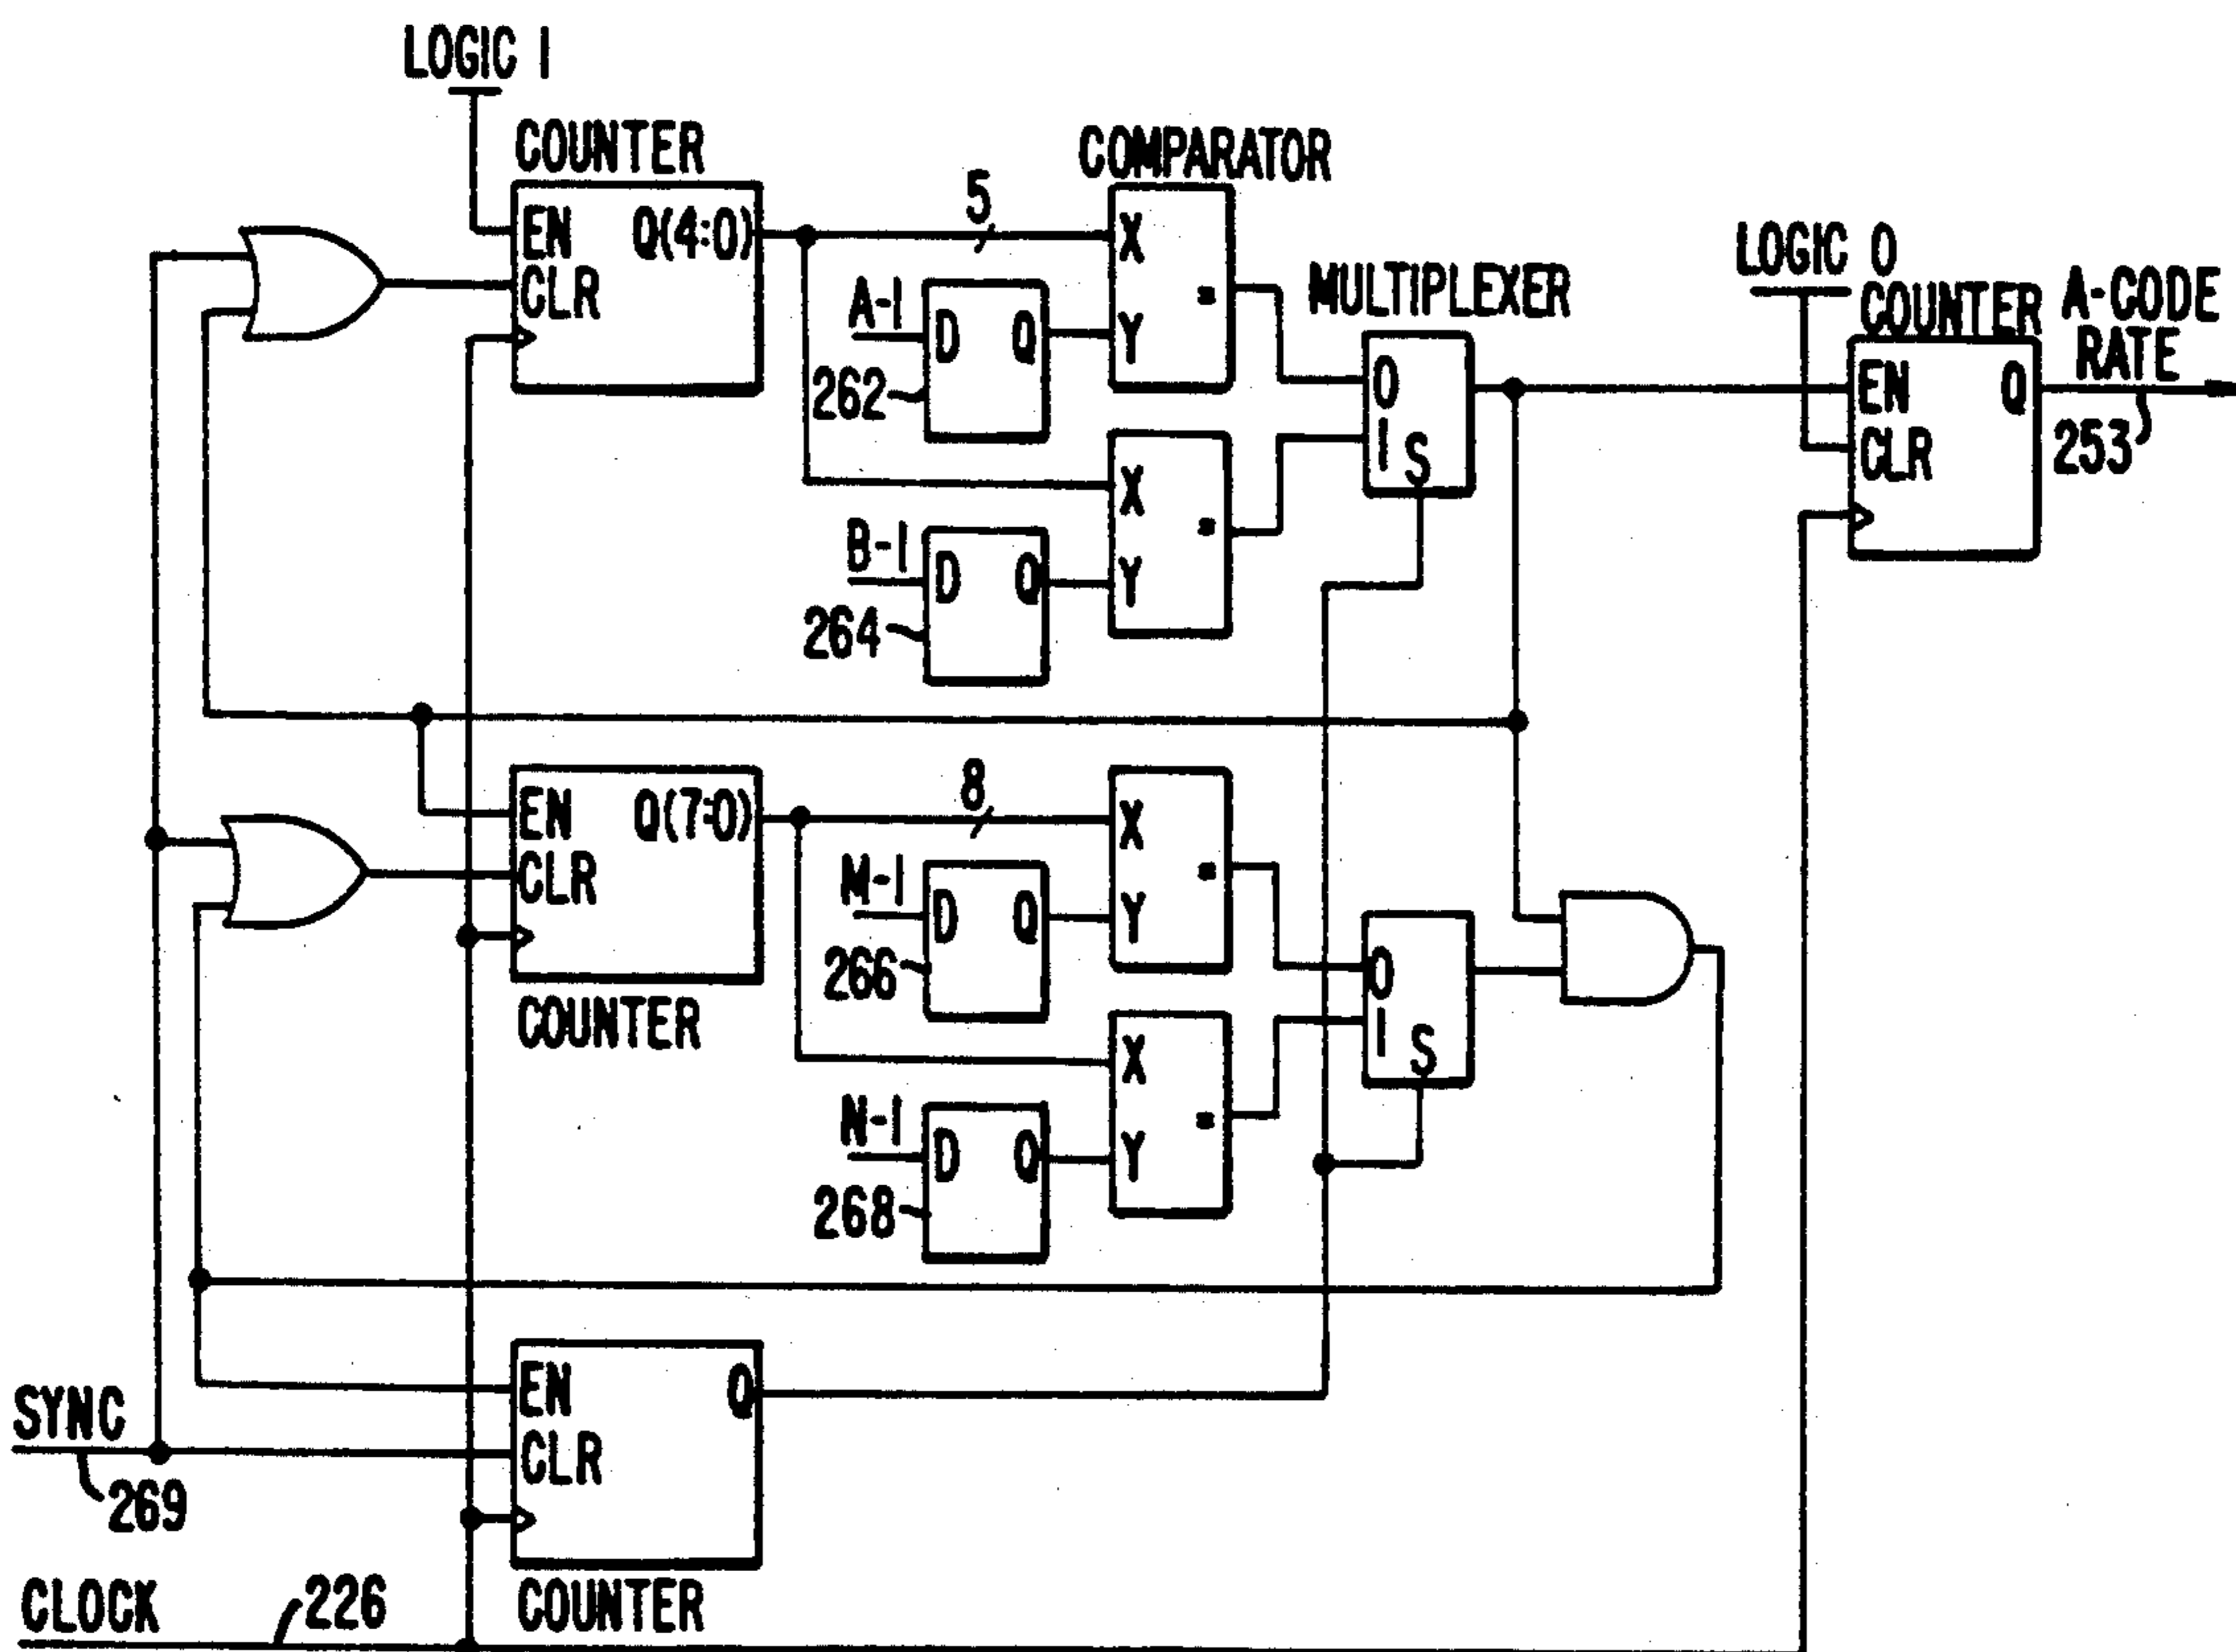 LOGIC 1
COUNTER
EN Q(4:0)
CLR
5
COMPARATOR
X
Y
=
A-1
D Q
262
MULTIPLEXER
0
1 S
LOGIC 0
COUNTER
EN Q
CLR
A-CODE
RATE
253
B-1
D Q
264
X
Y
=
EN Q(7:0)
CLR
COUNTER
8
X
Y
=
M-1
D Q
266
0
1 S
N-1
D Q
268
X
Y
=
SYNC
269
EN Q
CLR
COUNTER
CLOCK
226